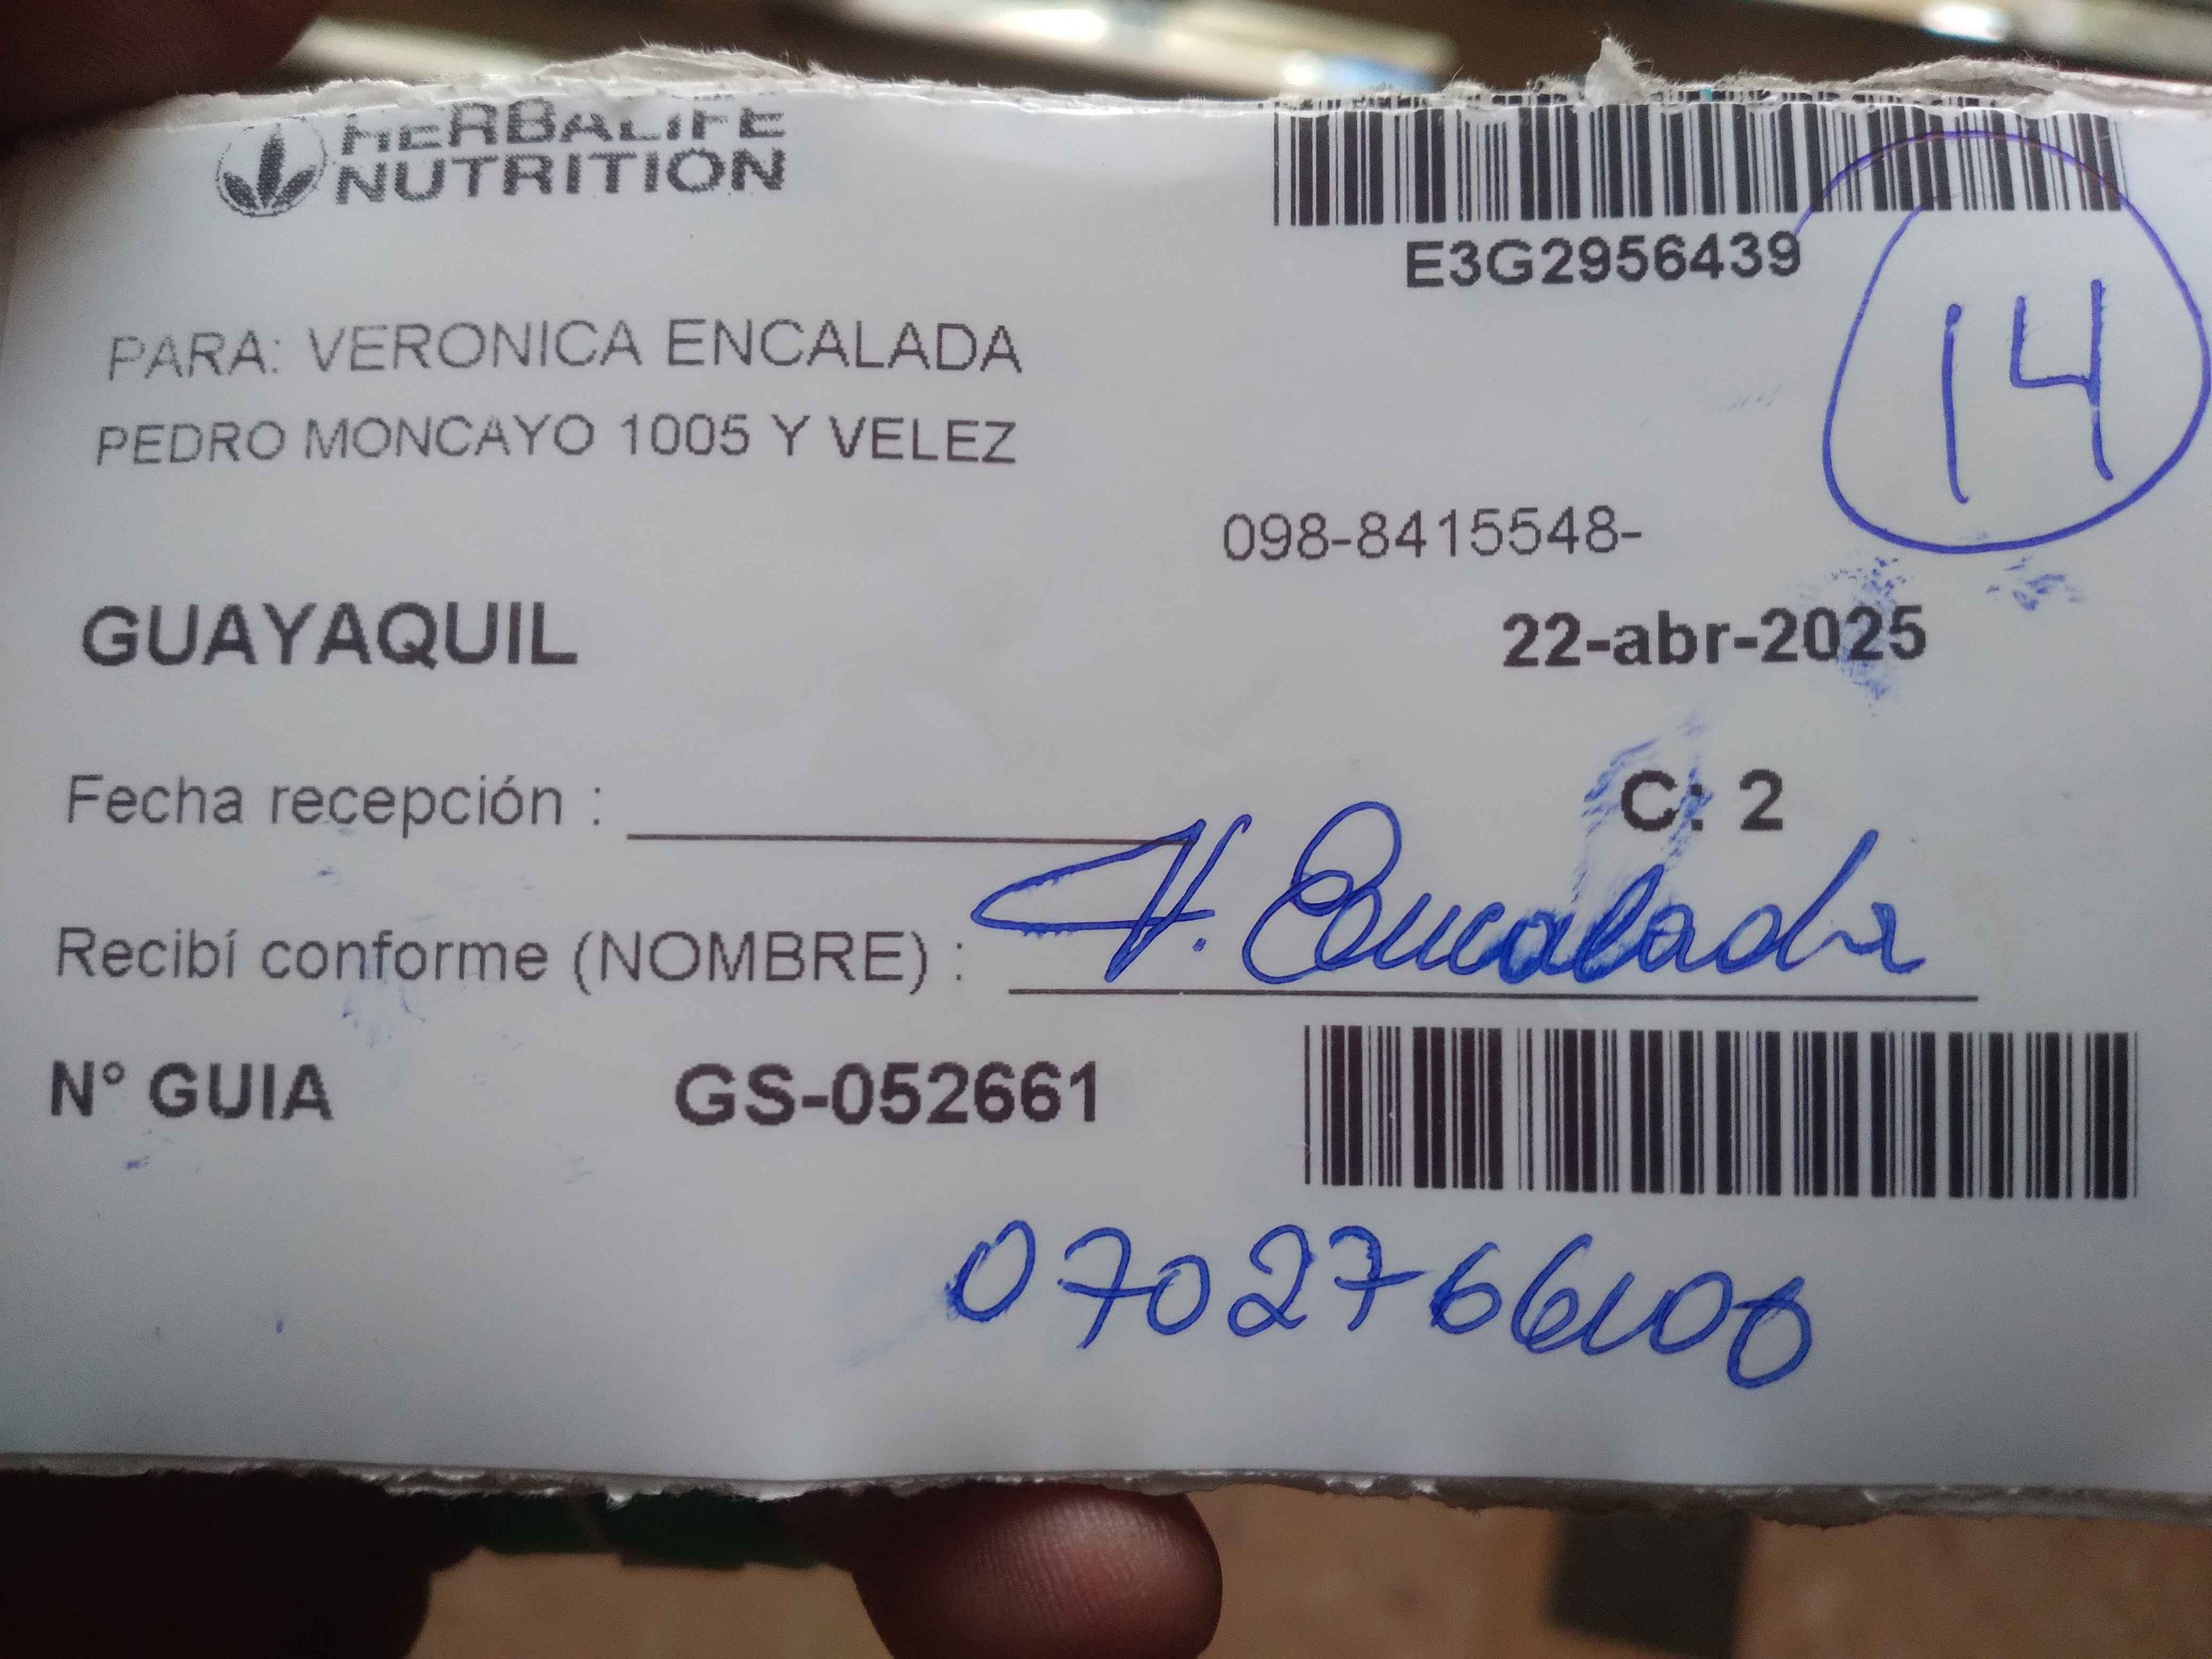 HERBALIFE
NUTRITION
E3G2956439
14
PARA: VERONICA ENCALADA
PEDRO MONCAYO 1005 Y VELEZ
098-8415548-
GUAYAQUIL
22-abr-2025
Fecha recepción :
C: 2
Recibí conforme (NOMBRE) : V. Encalada
N° GUIA GS-052661